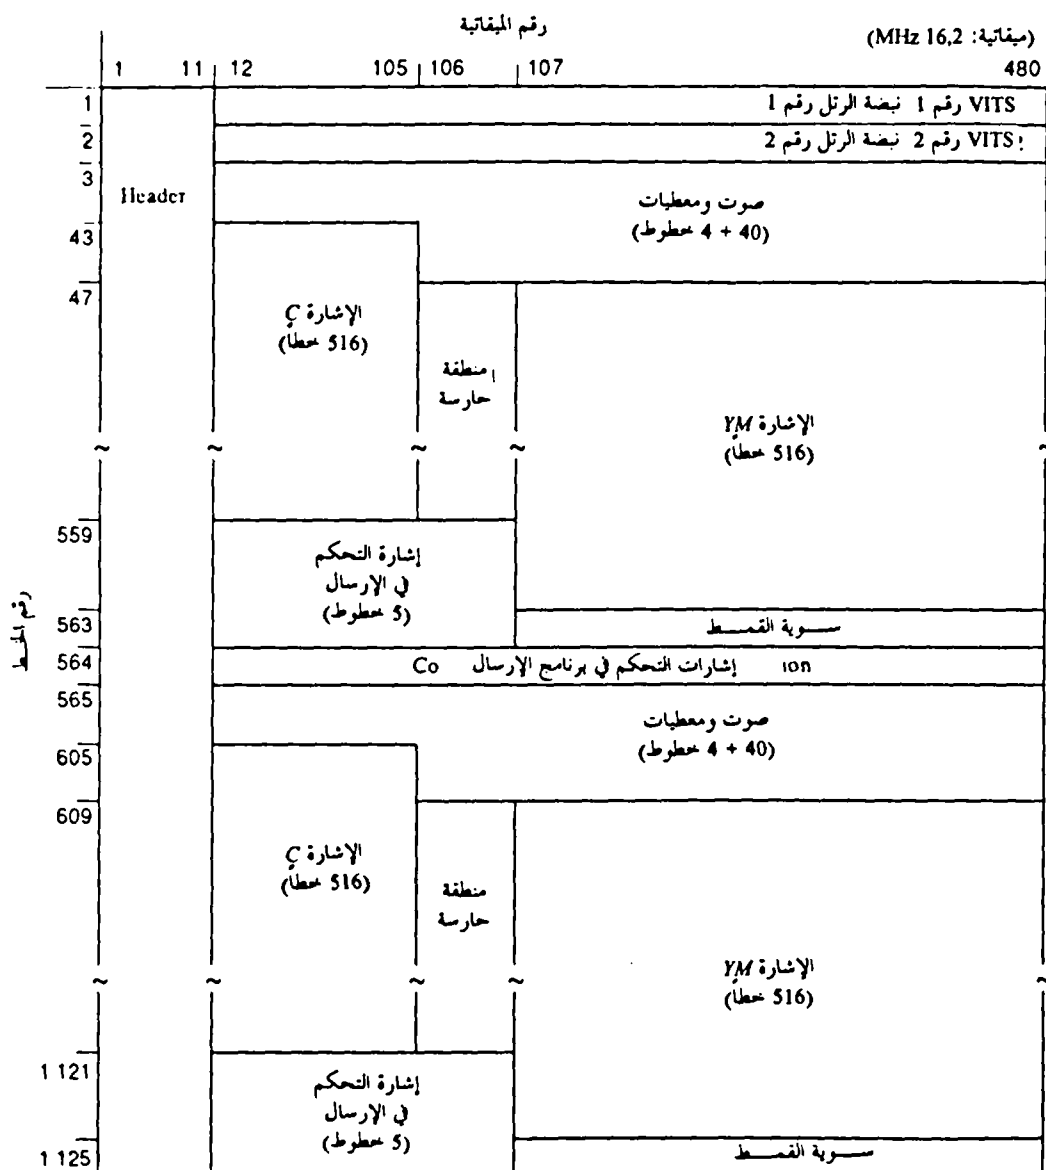 رقم الميقاتية
(ميقاتية: 16,2 MHz)
1 11 12 105 106 107 480
1
VITS رقم 1 نبضة الرتل رقم 1
2
VITS رقم 2 نبضة الرتل رقم 2
3
Header
صوت ومعطيات
(40 + 4 خطوط)
43
47
الإشارة C
(516 خطاً)
منطقة
حارسة
الإشارة YM
(516 خطاً)
559
إشارة التحكم
في الإرسال
(5 خطوط)
رقم الخط
563
سوية القمط
564
Co إشارات التحكم في برنامج الإرسال ion
565
صوت ومعطيات
(40 + 4 خطوط)
605
609
الإشارة C
(516 خطاً)
منطقة
حارسة
الإشارة YM
(516 خطاً)
1 121
إشارة التحكم
في الإرسال
(5 خطوط)
1 125
سوية القمط